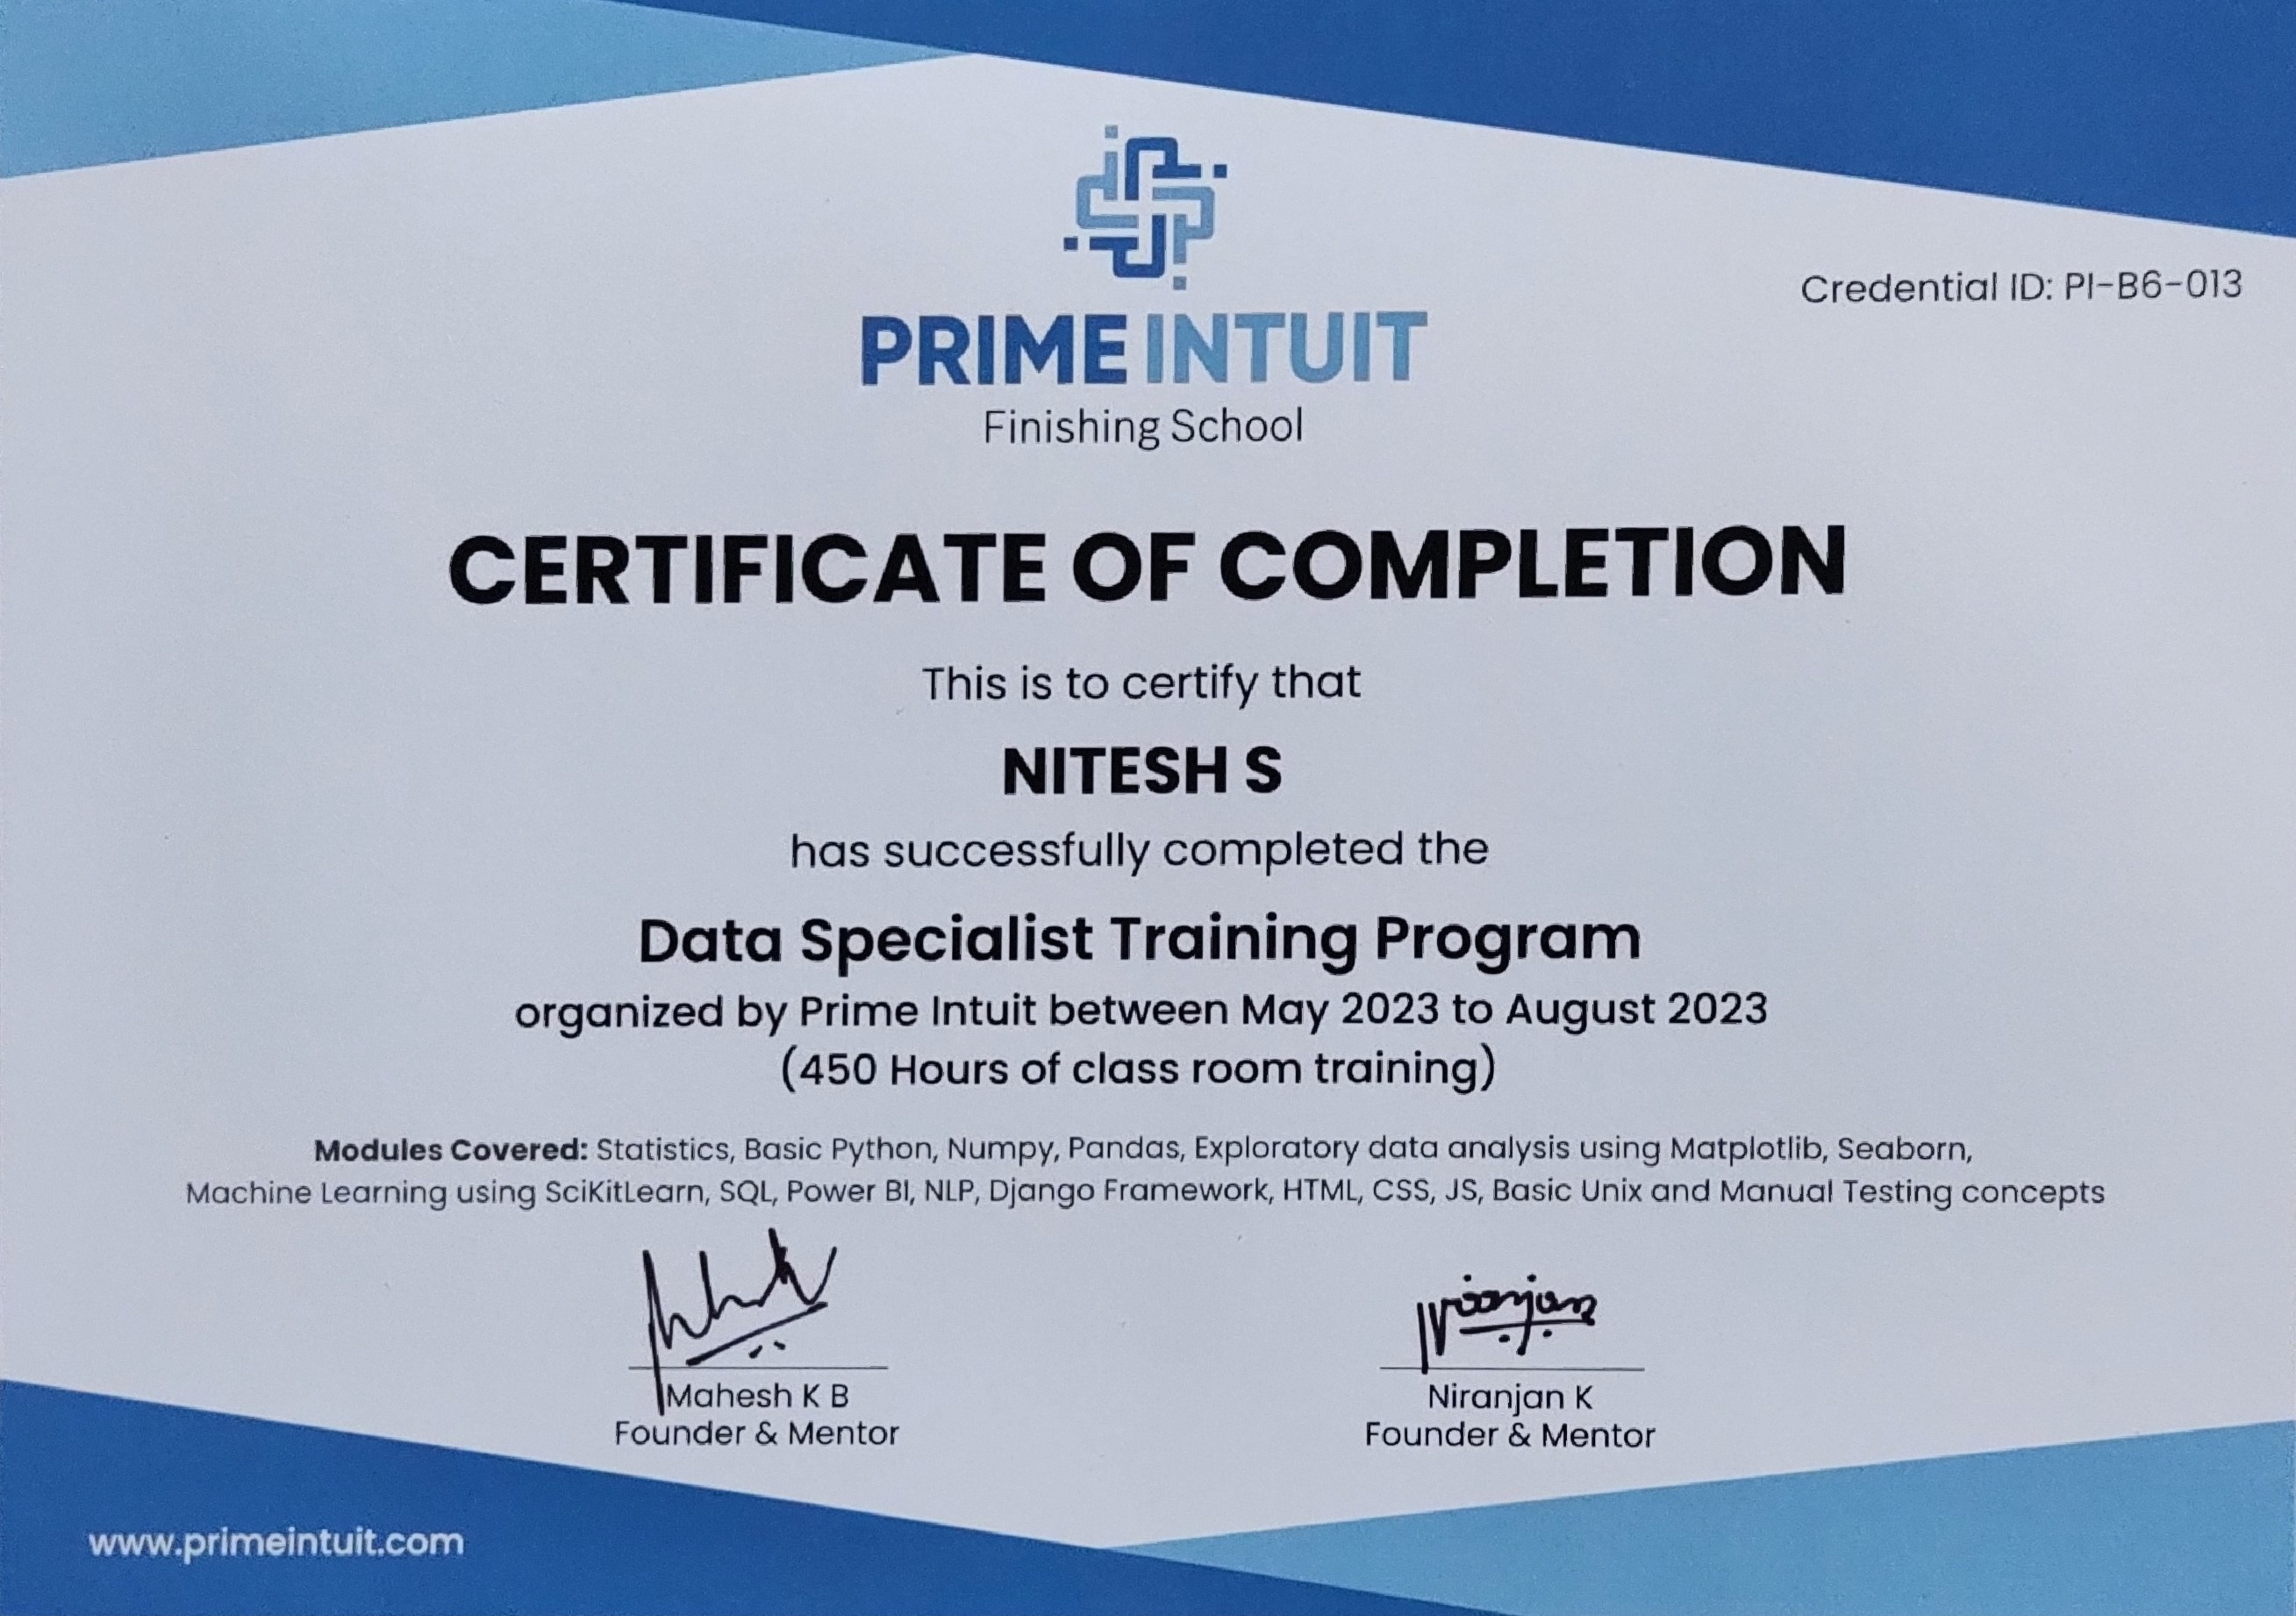 PRIME INTUIT
Finishing School
Credential ID: PI-B6-013
CERTIFICATE OF COMPLETION
This is to certify that
NITESH S
has successfully completed the
Data Specialist Training Program
organized by Prime Intuit between May 2023 to August 2023
(450 Hours of class room training)
Modules Covered: Statistics, Basic Python, Numpy, Pandas, Exploratory data analysis using Matplotlib, Seaborn,
Machine Learning using SciKitLearn, SQL, Power BI, NLP, Django Framework, HTML, CSS, JS, Basic Unix and Manual Testing concepts
Niranjan
Mahesh K B
Founder & Mentor
Niranjan K
Founder & Mentor
www.primeintuit.com